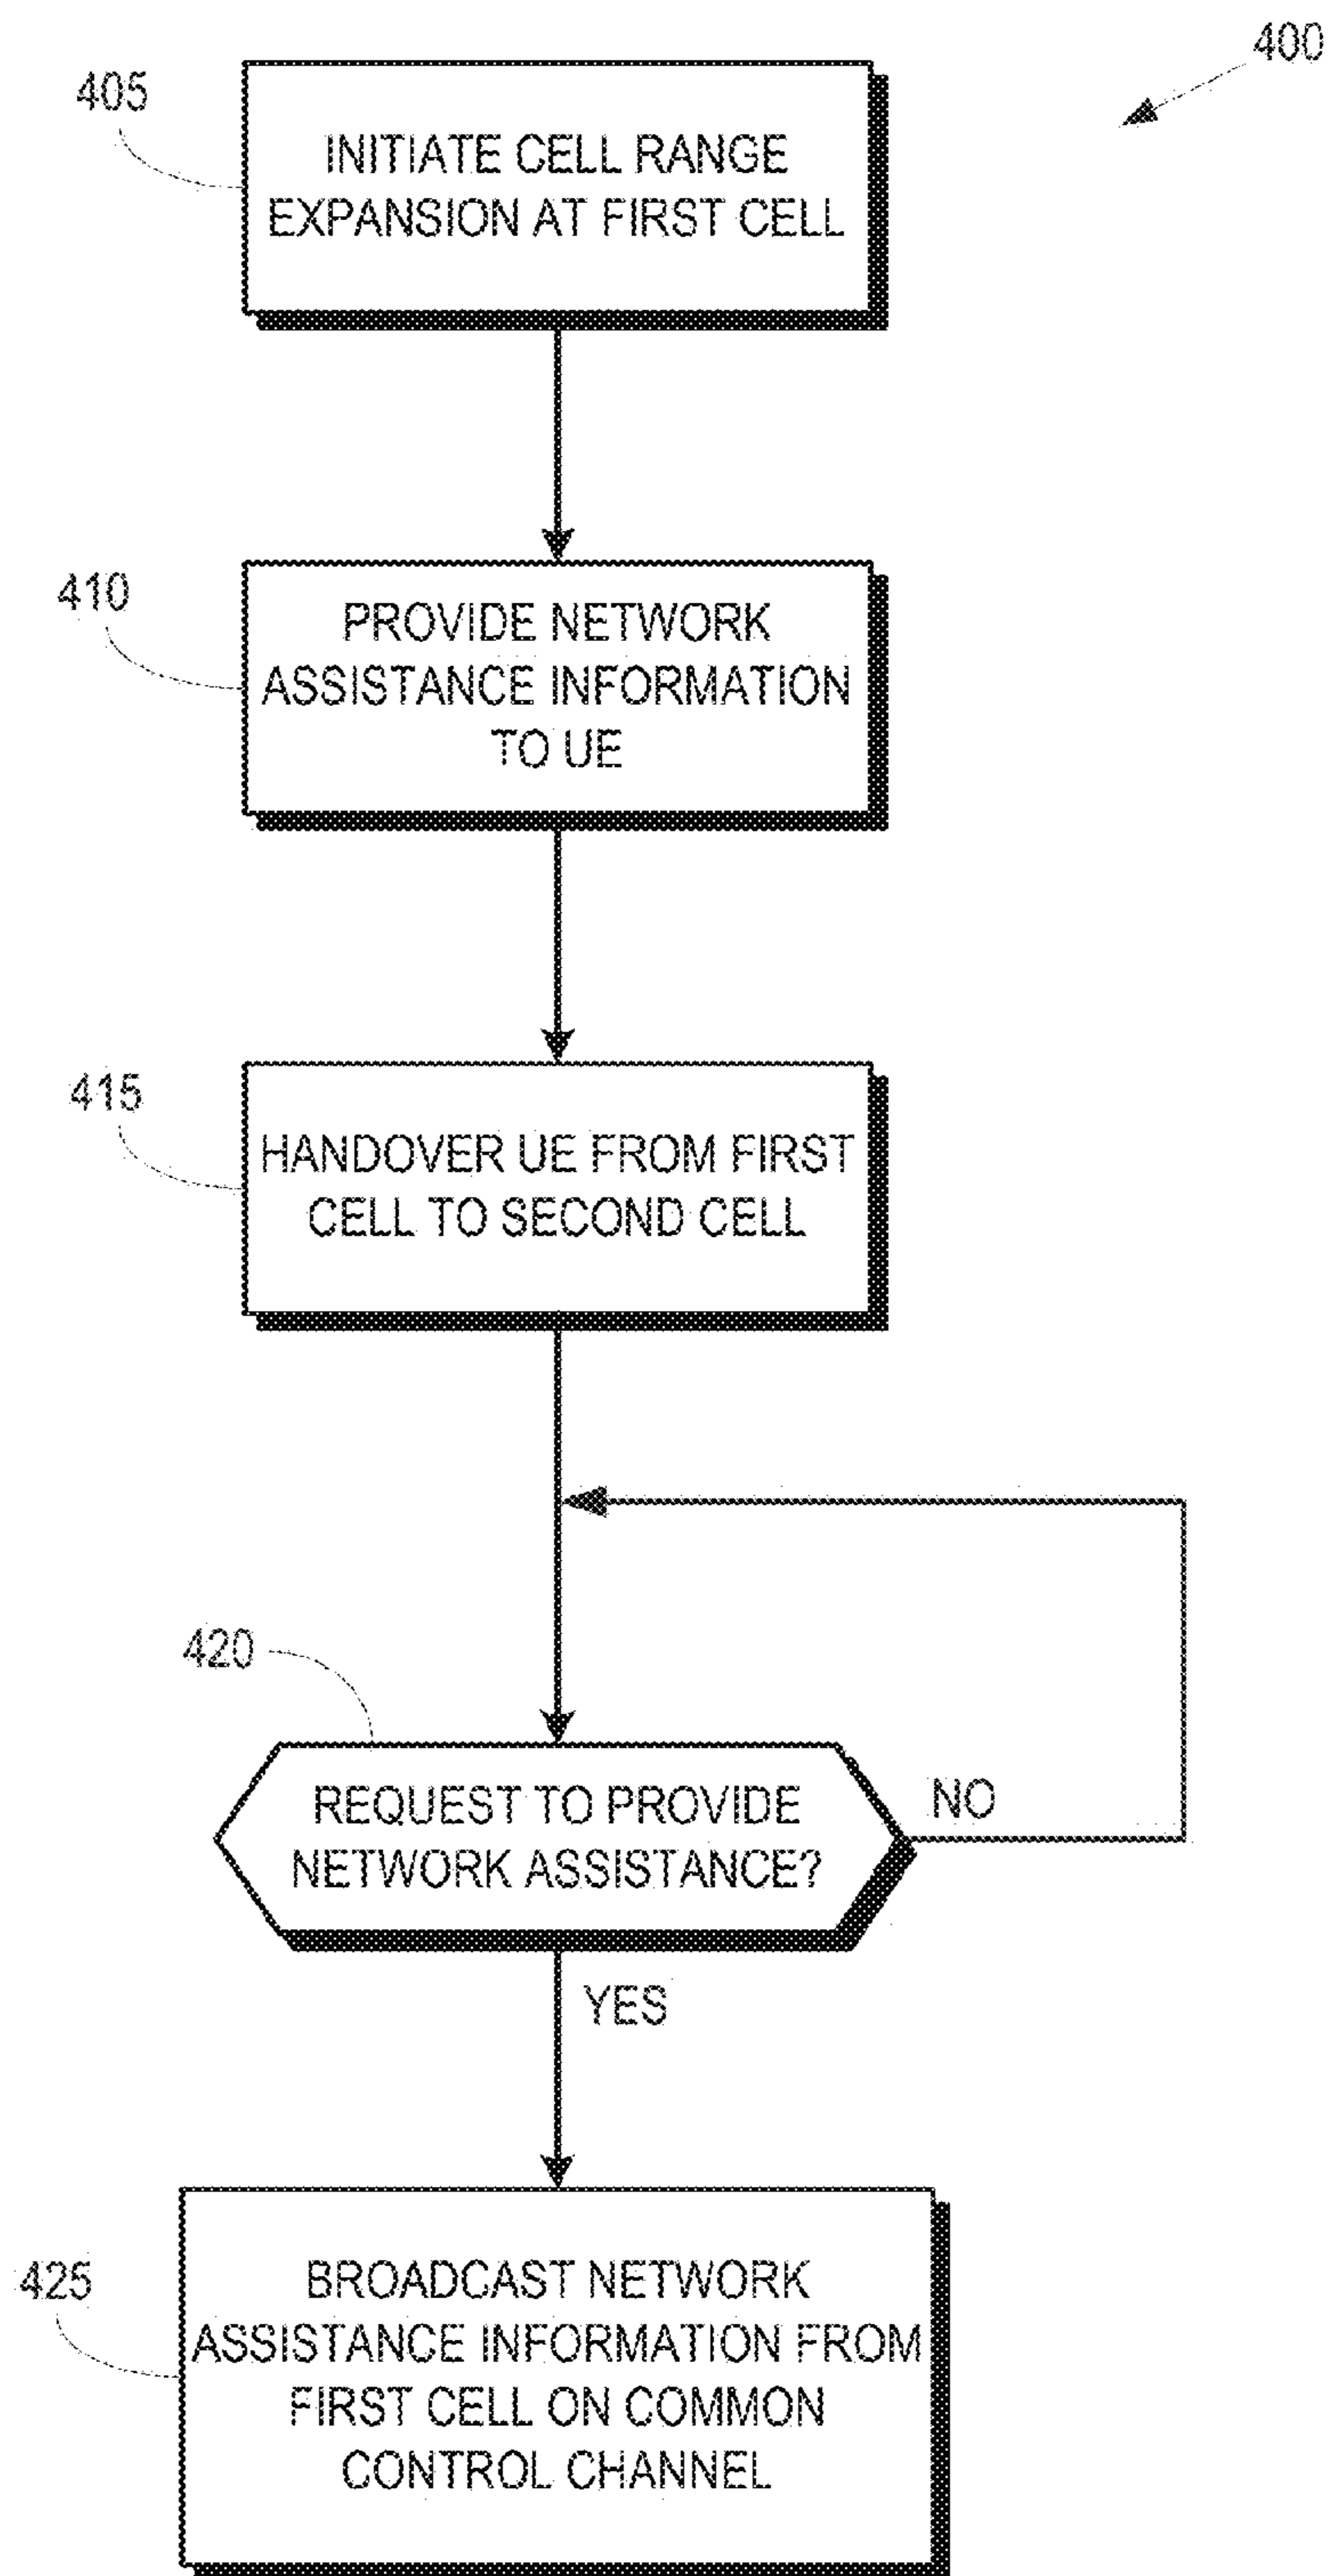 400
405
INITIATE CELL RANGE
EXPANSION AT FIRST CELL
410
PROVIDE NETWORK
ASSISTANCE INFORMATION
TO UE
415
HANDOVER UE FROM FIRST
CELL TO SECOND CELL
420
REQUEST TO PROVIDE
NETWORK ASSISTANCE?
NO
YES
425
BROADCAST NETWORK
ASSISTANCE INFORMATION FROM
FIRST CELL ON COMMON
CONTROL CHANNEL